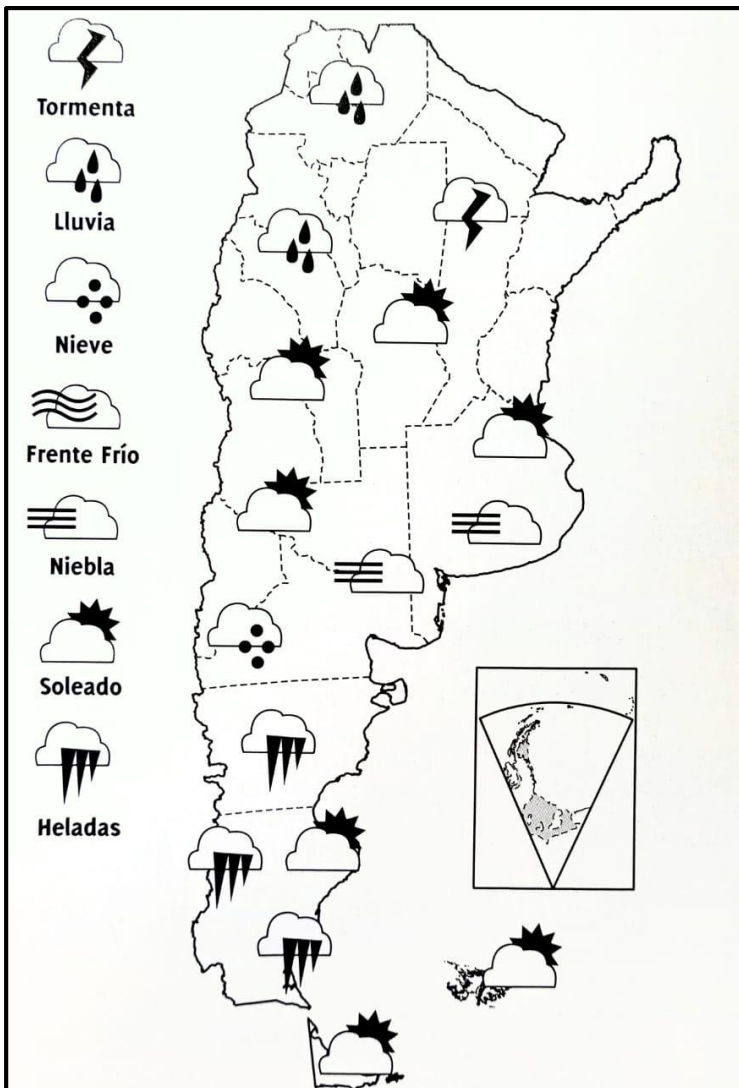 Tormenta
Lluvia
Nieve
Frente Frío
Niebla
Soleado
Heladas